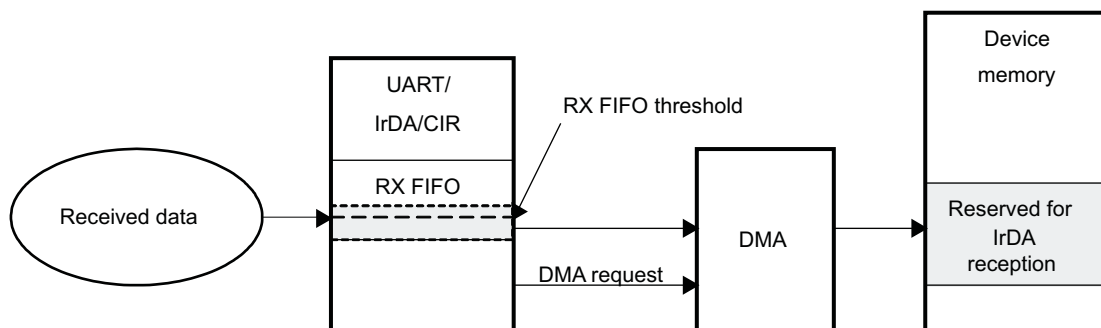 Received data
UART/
IrDA/CIR
RX FIFO
RX FIFO threshold
DMA request
DMA
Device
memory
Reserved for
IrDA
reception